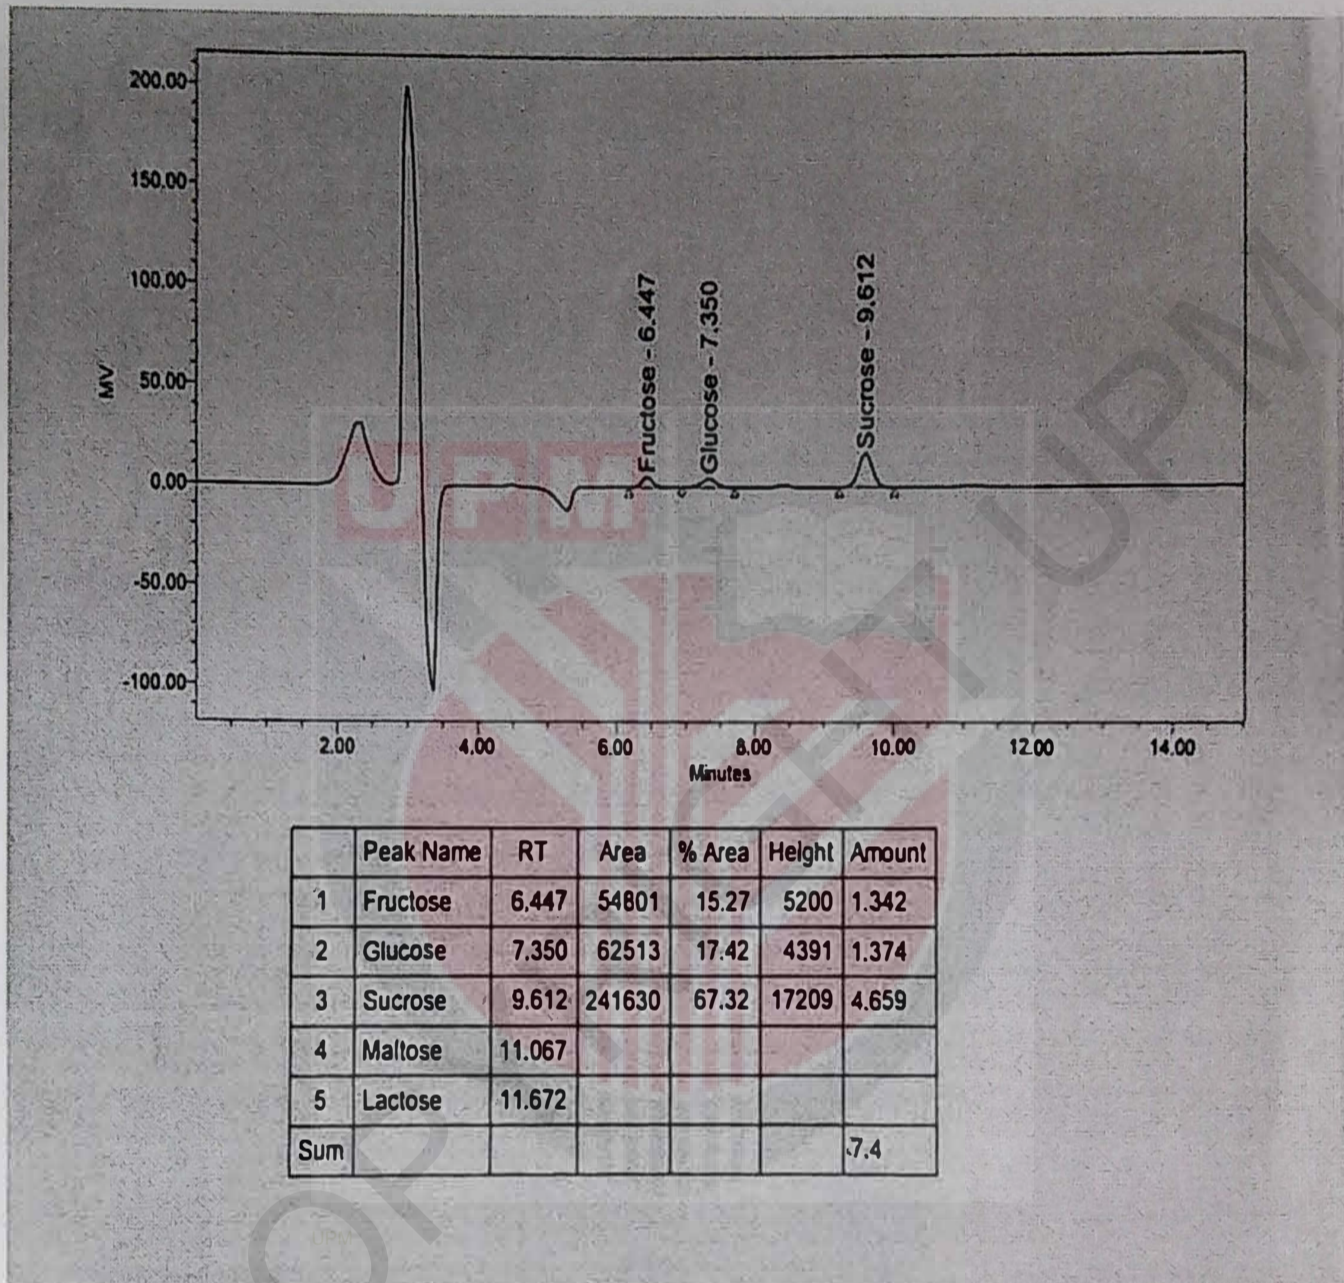 200.00
150.00
100.00
50.00
0.00
-50.00
-100.00
MV
Fructose - 6.447
Glucose - 7.350
Sucrose - 9.612
2.00 4.00 6.00 8.00 10.00 12.00 14.00
Minutes
UPM
Peak Name RT Area % Area Height Amount
1 Fructose 6.447 54801 15.27 5200 1.342
2 Glucose 7.350 62513 17.42 4391 1.374
3 Sucrose 9.612 241630 67.32 17209 4.659
4 Maltose 11.067
5 Lactose 11.672
Sum 7.4
UPM